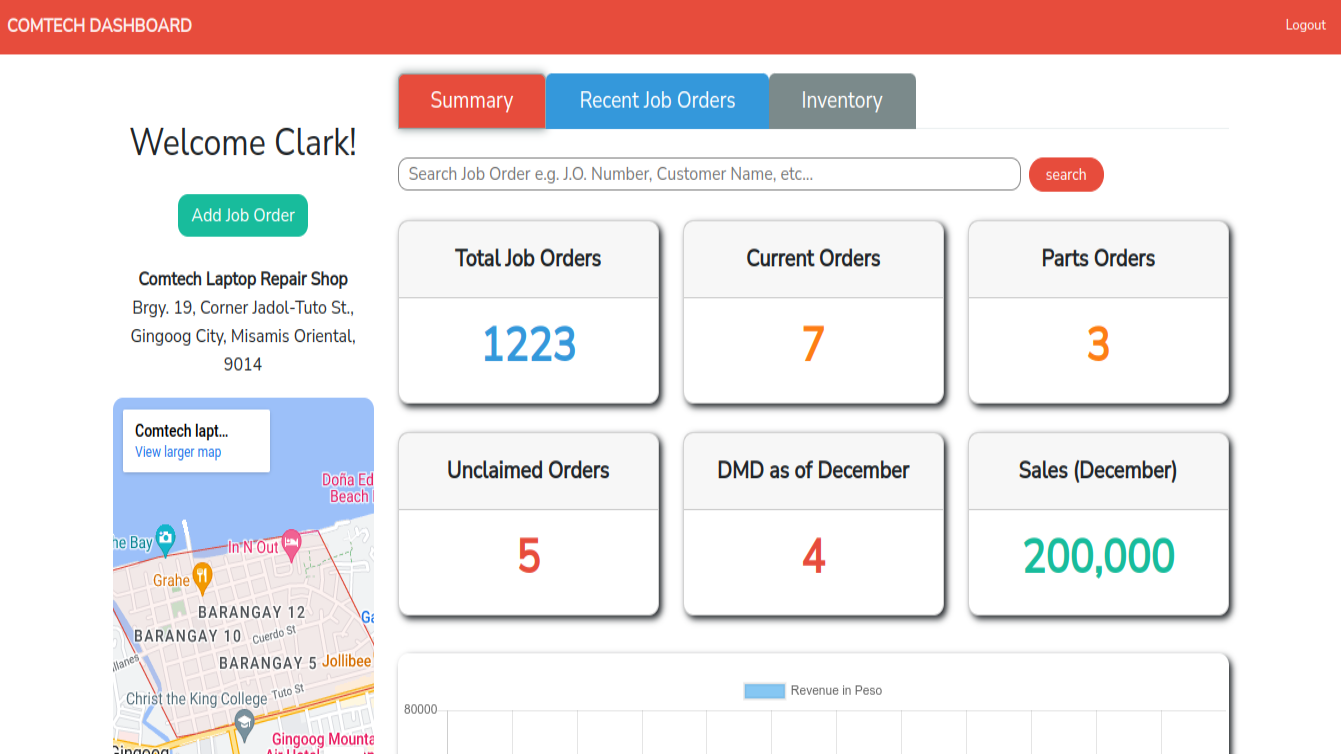 COMTECH DASHBOARD
Logout
Summary
Recent Job Orders
Inventory
Welcome Clark!
Add Job Order
Comtech Laptop Repair Shop
Brgy. 19, Corner Jadol-Tuto St.,
Gingoog City, Misamis Oriental,
9014
Comtech lapt...
View larger map
Doña Ed
Beach
he Bay
In N Out
Grahe
BARANGAY 12
Ga
BARANGAY 10
Cuerdo St
llanes
BARANGAY 5
Jollibee
Christ the King College
Tuto St
Gingoog Mounta
Air Hotel
Gingoog
Search Job Order e.g. J.O. Number, Customer Name, etc...
search
Total Job Orders
1223
Current Orders
7
Parts Orders
3
Unclaimed Orders
5
DMD as of December
4
Sales (December)
200,000
Revenue in Peso
80000